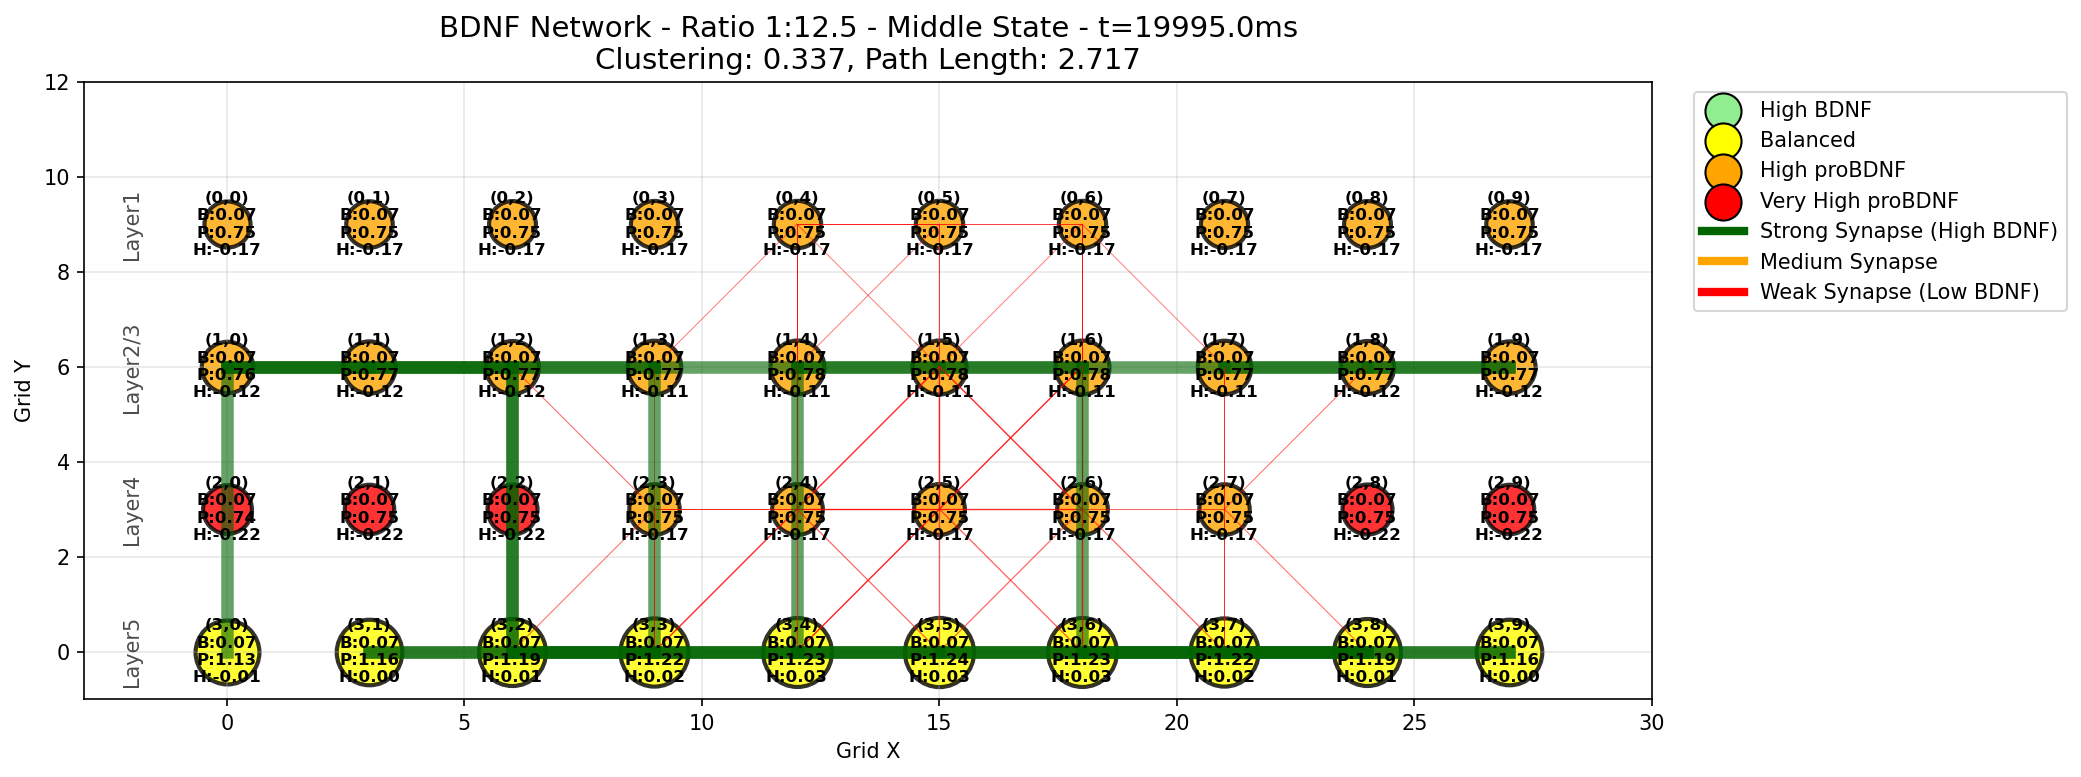 BDNF Network - Ratio 1:12.5 - Middle State - t=19995.0ms
Clustering: 0.337, Path Length: 2.717
High BDNF
Balanced
High proBDNF
Very High proBDNF
Strong Synapse (High BDNF)
Medium Synapse
Weak Synapse (Low BDNF)
Grid Y
12
10
8
6
4
2
0
Layer1
(0,0) (0,1) (0,2) (0,3) (0,4) (0,5) (0,6) (0,7) (0,8) (0,9)
B:0.07 B:0.07 B:0.07 B:0.07 B:0.07 B:0.07 B:0.07 B:0.07 B:0.07 B:0.07
P:0.75 P:0.75 P:0.75 P:0.75 P:0.75 P:0.75 P:0.75 P:0.75 P:0.75 P:0.75
H:-0.17 H:-0.17 H:-0.17 H:-0.17 H:-0.17 H:-0.17 H:-0.17 H:-0.17 H:-0.17 H:-0.17
Layer2/3
(1,0) (1,1) (1,2) (1,3) (1,4) (1,5) (1,6) (1,7) (1,8) (1,9)
B:0.07 B:0.07 B:0.07 B:0.07 B:0.07 B:0.07 B:0.07 B:0.07 B:0.07 B:0.07
P:0.76 P:0.77 P:0.77 P:0.77 P:0.78 P:0.78 P:0.78 P:0.77 P:0.77 P:0.77
H:-0.12 H:-0.12 H:-0.12 H:-0.11 H:-0.11 H:-0.11 H:-0.11 H:-0.11 H:-0.12 H:-0.12
Layer4
(2,0) (2,1) (2,2) (2,3) (2,4) (2,5) (2,6) (2,7) (2,8) (2,9)
B:0.07 B:0.07 B:0.07 B:0.07 B:0.07 B:0.07 B:0.07 B:0.07 B:0.07 B:0.07
P:0.74 P:0.75 P:0.75 P:0.75 P:0.75 P:0.75 P:0.75 P:0.75 P:0.75 P:0.75
H:-0.22 H:-0.22 H:-0.22 H:-0.17 H:-0.17 H:-0.17 H:-0.17 H:-0.17 H:-0.22 H:-0.22
Layer5
(3,0) (3,1) (3,2) (3,3) (3,4) (3,5) (3,6) (3,7) (3,8) (3,9)
B:0.07 B:0.07 B:0.07 B:0.07 B:0.07 B:0.07 B:0.07 B:0.07 B:0.07 B:0.07
P:1.13 P:1.16 P:1.19 P:1.22 P:1.23 P:1.24 P:1.23 P:1.22 P:1.19 P:1.16
H:-0.01 H:0.00 H:0.01 H:0.02 H:0.03 H:0.03 H:0.03 H:0.02 H:0.01 H:0.00
0 5 10 15 20 25 30
Grid X